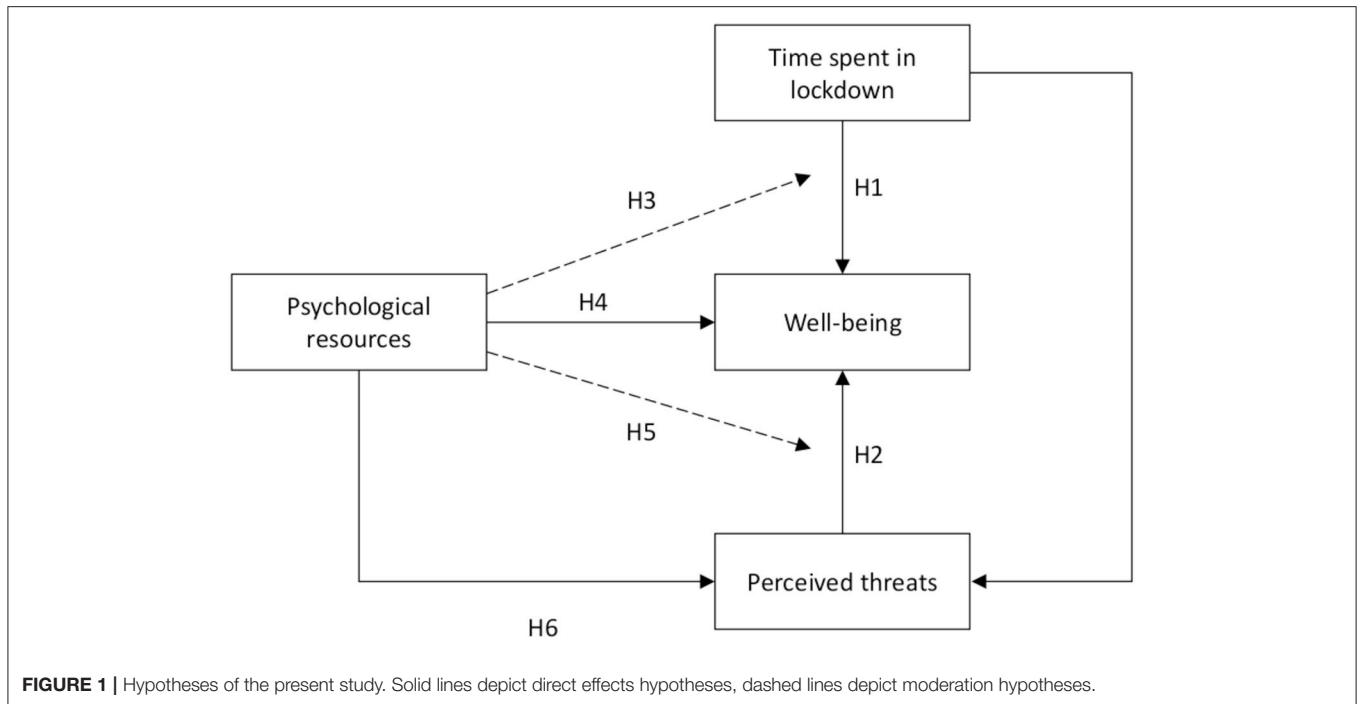 Time spent in
lockdown
H3
H1
Psychological
resources
H4
Well-being
H5
H2
Perceived threats
H6
FIGURE 1 | Hypotheses of the present study. Solid lines depict direct effects hypotheses, dashed lines depict moderation hypotheses.